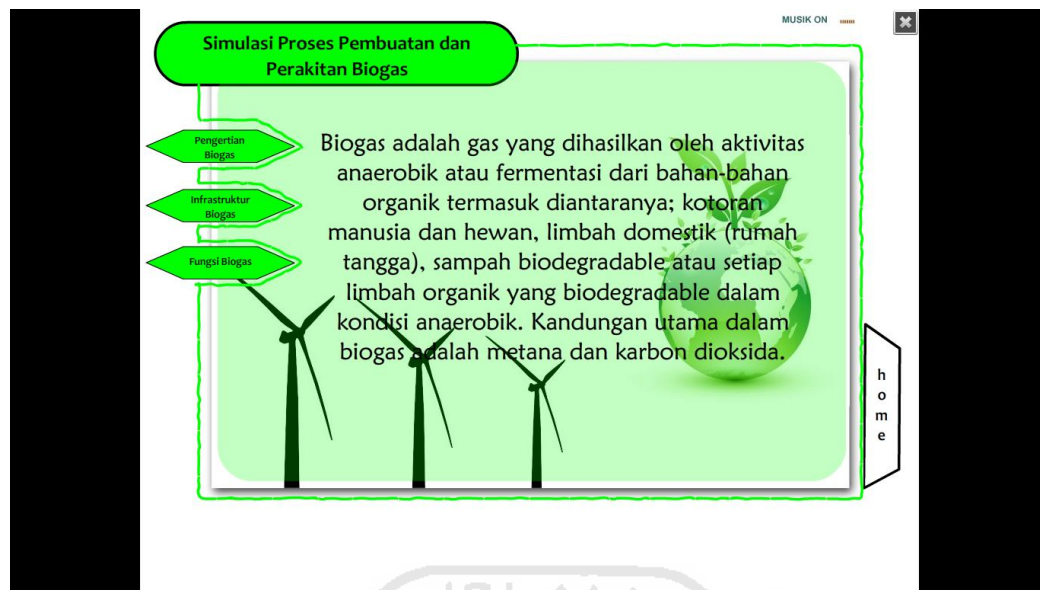 MUSIK ON
Simulasi Proses Pembuatan dan
Perakitan Biogas
Pengertian
Biogas
Infrastruktur
Biogas
Fungsi Biogas
Biogas adalah gas yang dihasilkan oleh aktivitas
anaerobik atau fermentasi dari bahan-bahan
organik termasuk diantaranya; kotoran
manusia dan hewan, limbah domestik (rumah
tangga), sampah biodegradable atau setiap
limbah organik yang biodegradable dalam
kondisi anaerobik. Kandungan utama dalam
biogas adalah metana dan karbon dioksida.
home